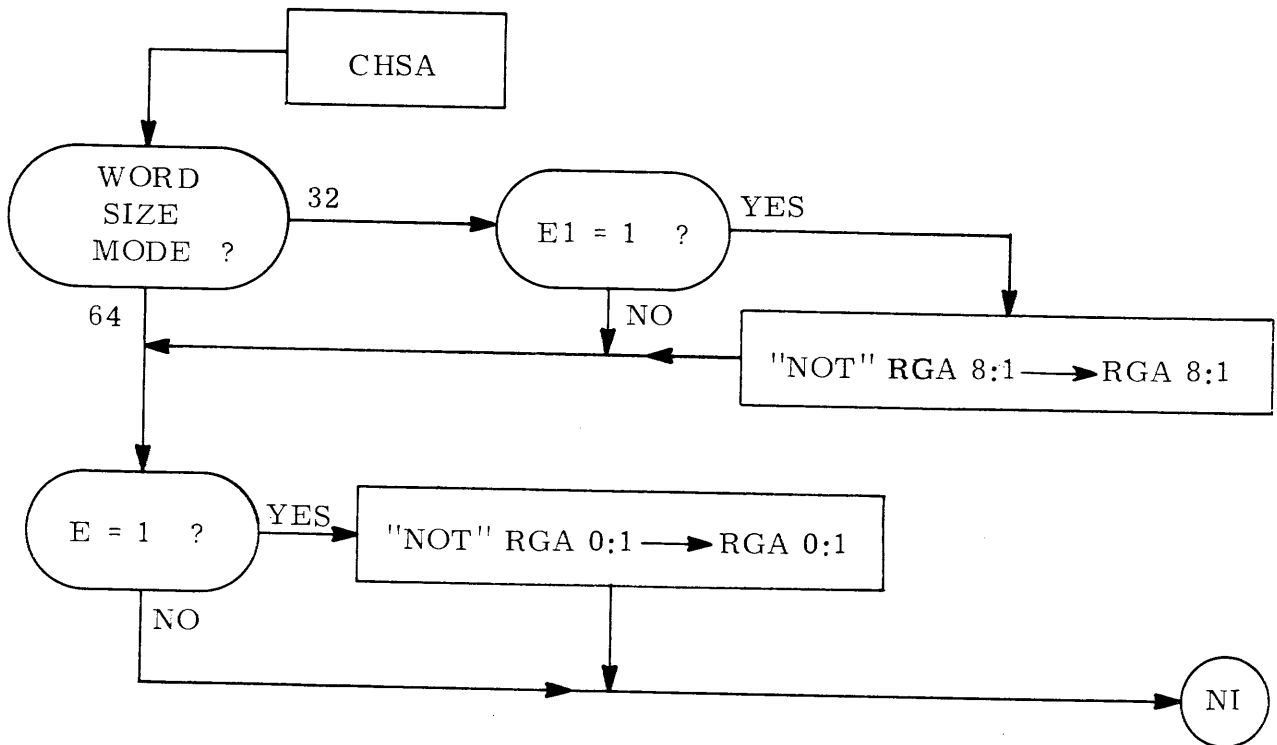 CHSA
WORD
SIZE
MODE ?
32
E1 = 1 ?
YES
64
NO
"NOT" RGA 8:1 → RGA 8:1
E = 1 ?
YES
"NOT" RGA 0:1 → RGA 0:1
NO
NI